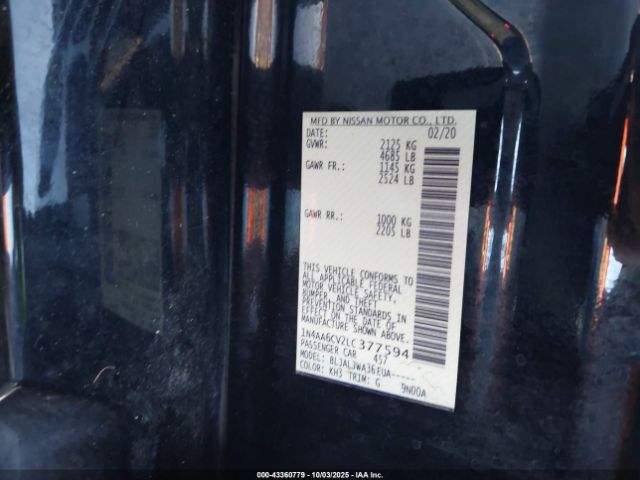 MFD BY NISSAN MOTOR CO., LTD.
DATE: 02/20
GVWR: 2125 KG
4685 LB
GAWR FR.: 1145 KG
2524 LB
GAWR RR.: 1000 KG
2205 LB
THIS VEHICLE CONFORMS TO
ALL APPLICABLE FEDERAL
MOTOR VEHICLE SAFETY,
BUMPER, AND THEFT
PREVENTION STANDARDS IN
EFFECT ON THE DATE OF
MANUFACTURE SHOWN ABOVE.
1N4AA6CV2LC377594
PASSENGER CAR 457
MODEL: BLJALJWA36EUA-----
COLOR: KH3 TRIM: G 9N00A
000-43360779 - 10/03/2025 - IAA Inc.